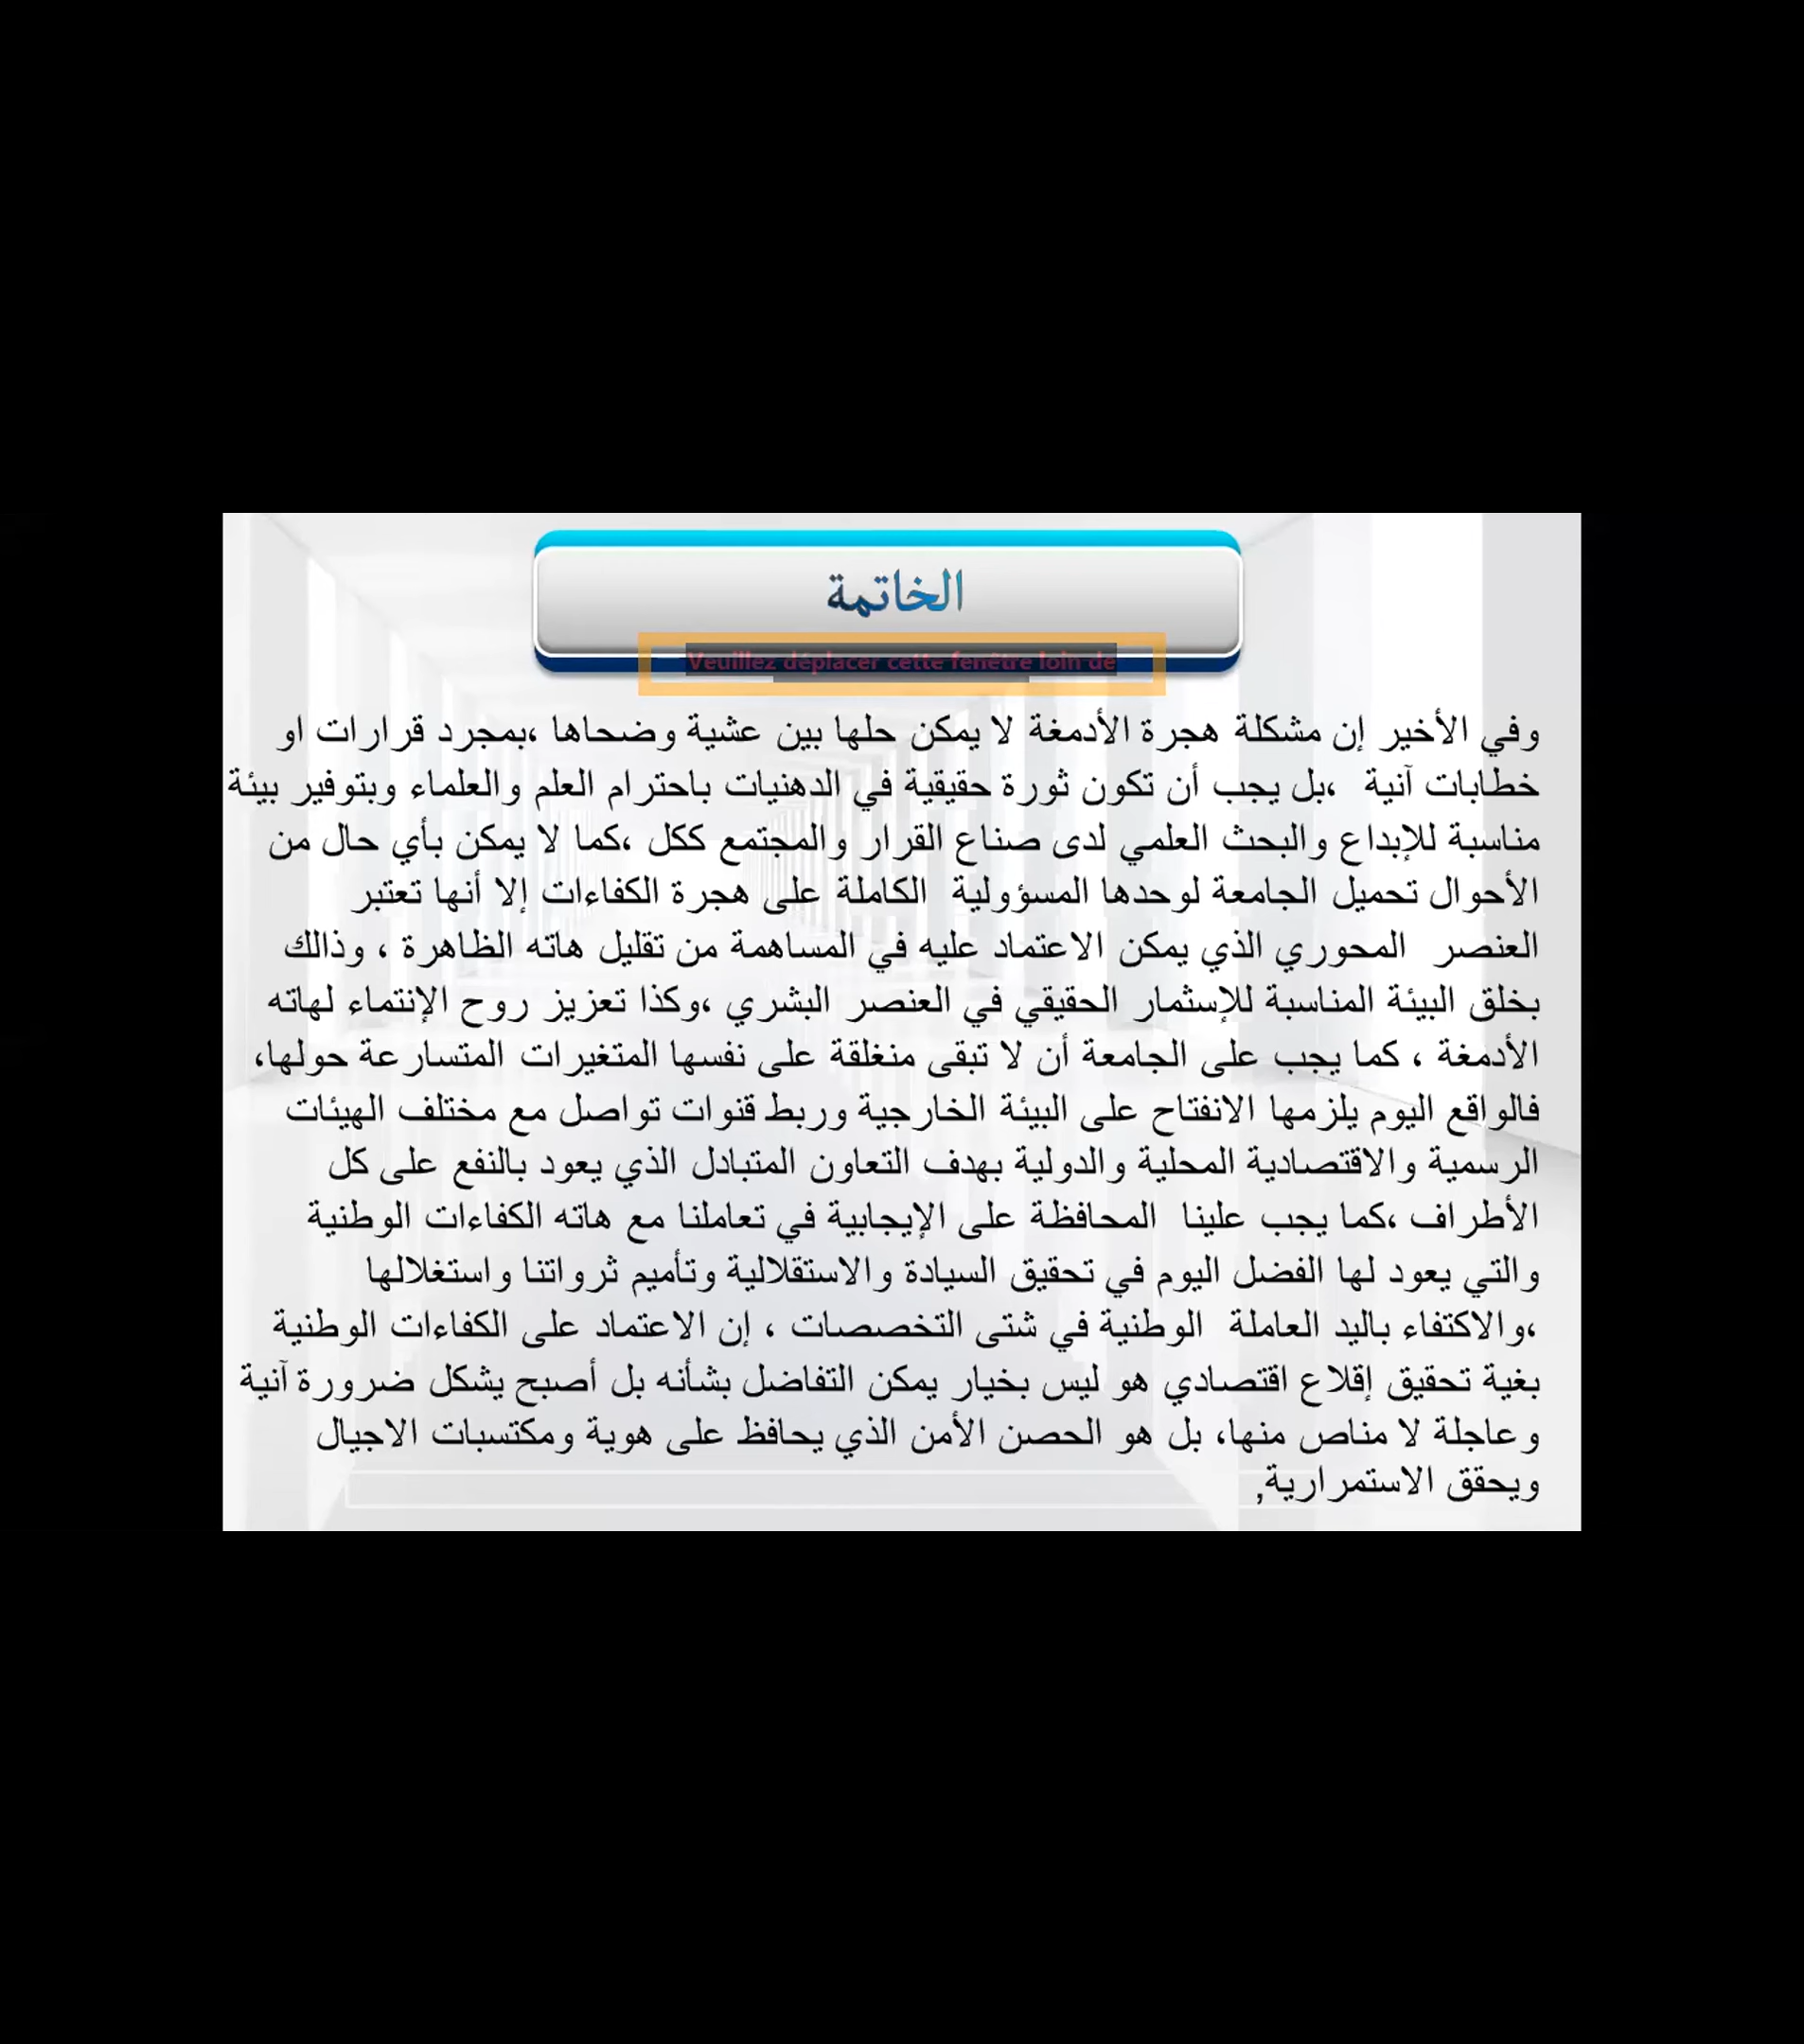 الخاتمة
Veuillez déplacer cette fenêtre loin de
وفي الأخير إن مشكلة هجرة الأدمغة لا يمكن حلها بين عشية وضحاها ،بمجرد قرارات او
خطابات آنية ،بل يجب أن تكون ثورة حقيقية في الدهنيات باحترام العلم والعلماء وبتوفير بيئة
مناسبة للإبداع والبحث العلمي لدى صناع القرار والمجتمع ككل ،كما لا يمكن بأي حال من
الأحوال تحميل الجامعة لوحدها المسؤولية الكاملة على هجرة الكفاءات إلا أنها تعتبر
العنصر المحوري الذي يمكن الاعتماد عليه في المساهمة من تقليل هاته الظاهرة ، وذالك
بخلق البيئة المناسبة للإسثمار الحقيقي في العنصر البشري ،وكذا تعزيز روح الإنتماء لهاته
الأدمغة ، كما يجب على الجامعة أن لا تبقى منغلقة على نفسها المتغيرات المتسارعة حولها،
فالواقع اليوم يلزمها الانفتاح على البيئة الخارجية وربط قنوات تواصل مع مختلف الهيئات
الرسمية والاقتصادية المحلية والدولية بهدف التعاون المتبادل الذي يعود بالنفع على كل
الأطراف ،كما يجب علينا المحافظة على الإيجابية في تعاملنا مع هاته الكفاءات الوطنية
والتي يعود لها الفضل اليوم في تحقيق السيادة والاستقلالية وتأميم ثرواتنا واستغلالها
،والاكتفاء باليد العاملة الوطنية في شتى التخصصات ، إن الاعتماد على الكفاءات الوطنية
بغية تحقيق إقلاع اقتصادي هو ليس بخيار يمكن التفاضل بشأنه بل أصبح يشكل ضرورة آنية
وعاجلة لا مناص منها، بل هو الحصن الأمن الذي يحافظ على هوية ومكتسبات الاجيال
ويحقق الاستمرارية,